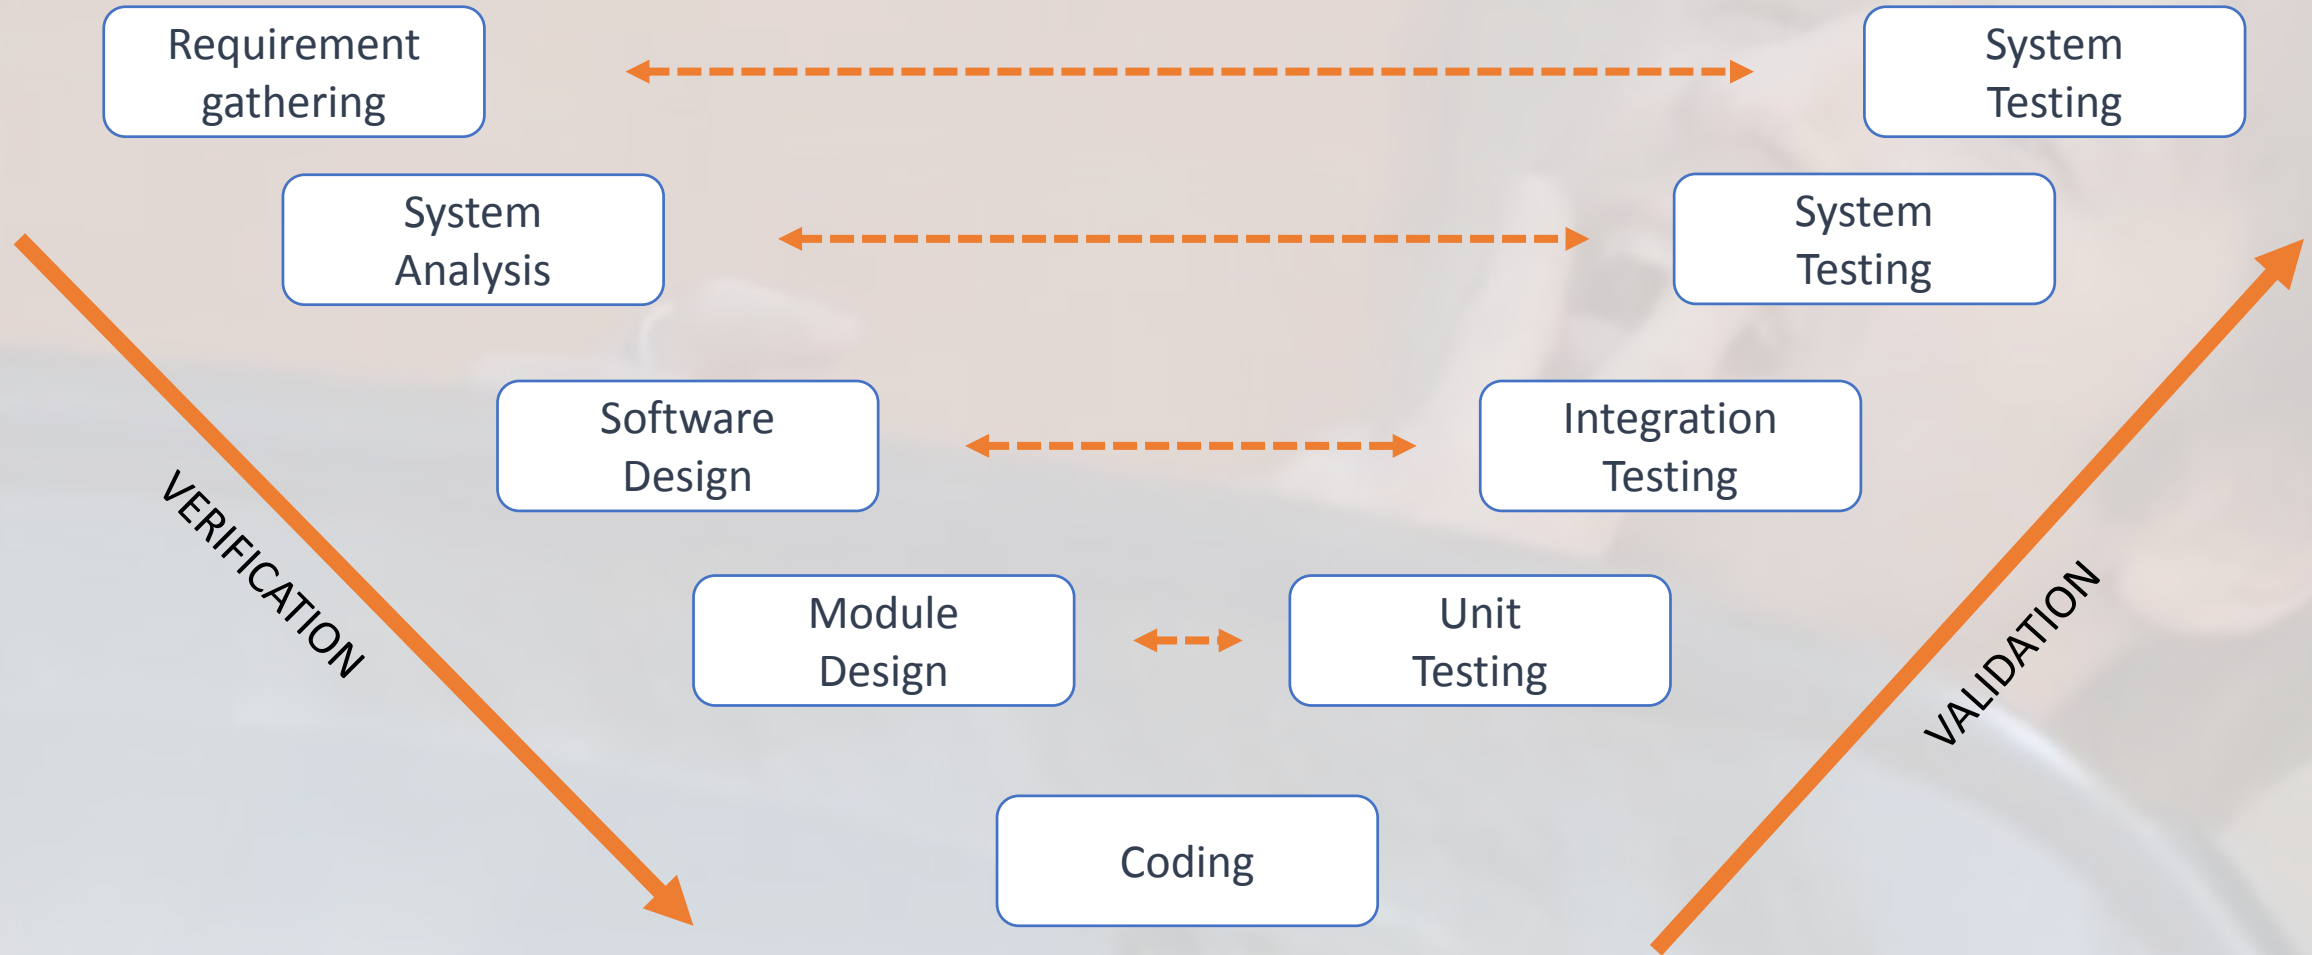 Requirement
gathering
System
Testing
System
Analysis
System
Testing
Software
Design
Integration
Testing
VERIFICATION
Module
Design
Unit
Testing
VALIDATION
Coding